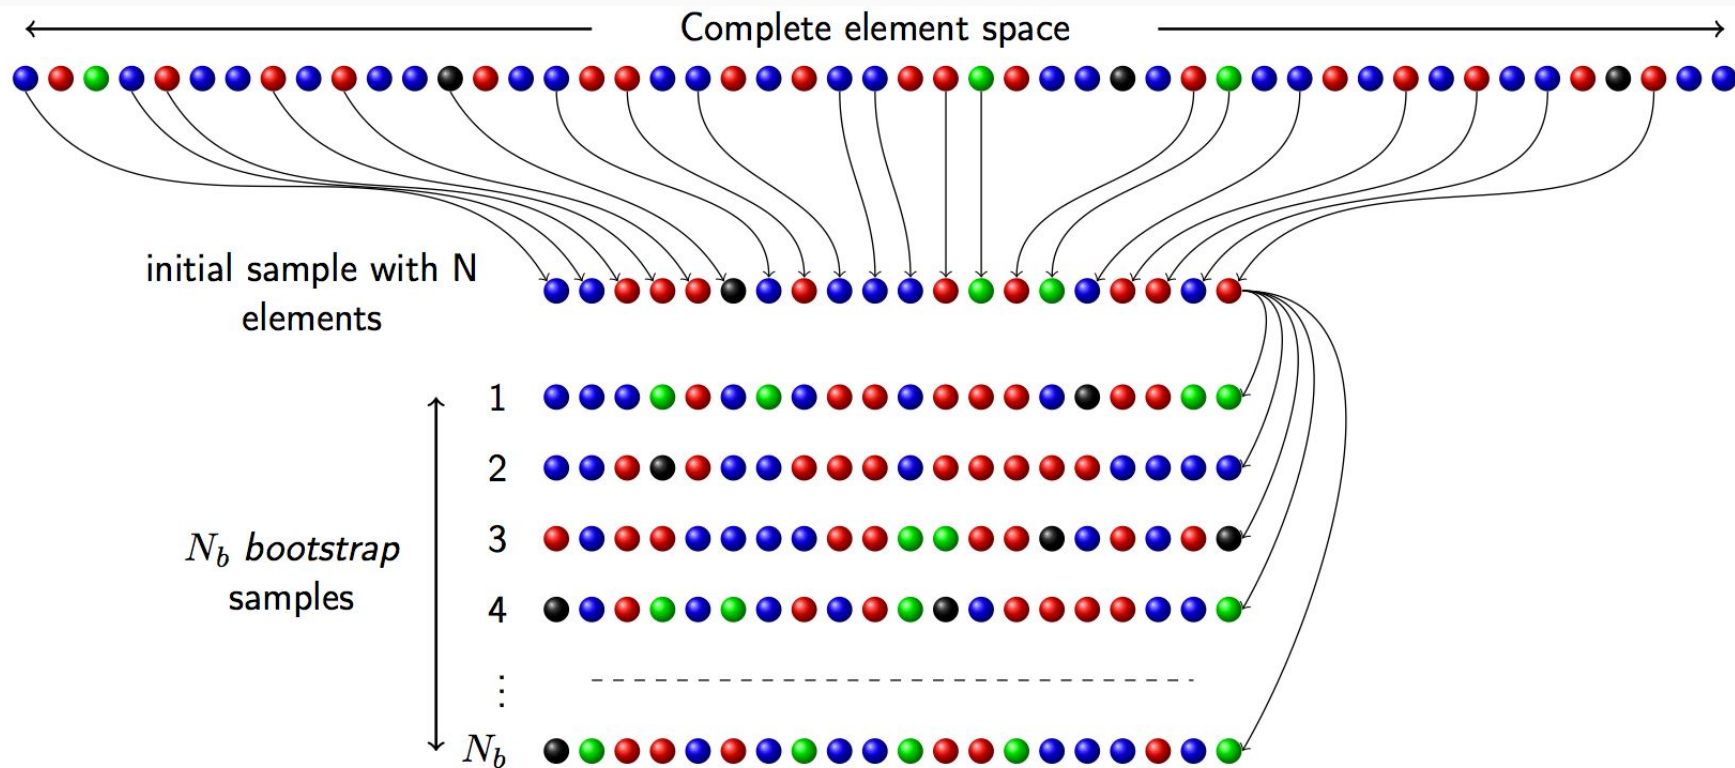 Complete element space
initial sample with N
elements
1
2
N_b bootstrap
3
samples
4
⋮
N_b